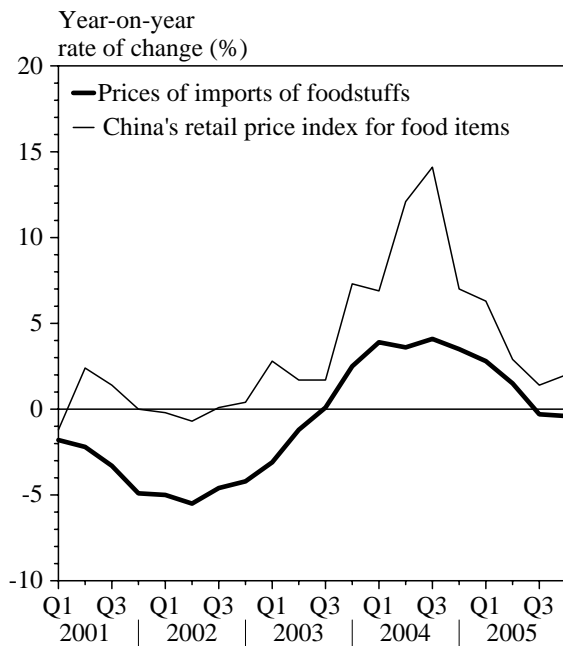 Year-on-year
rate of change (%)
20
Prices of imports of foodstuffs
China's retail price index for food items
15
10
5
0
-5
-10
Q1 Q3 Q1 Q3 Q1 Q3 Q1 Q3 Q1 Q3
2001 2002 2003 2004 2005